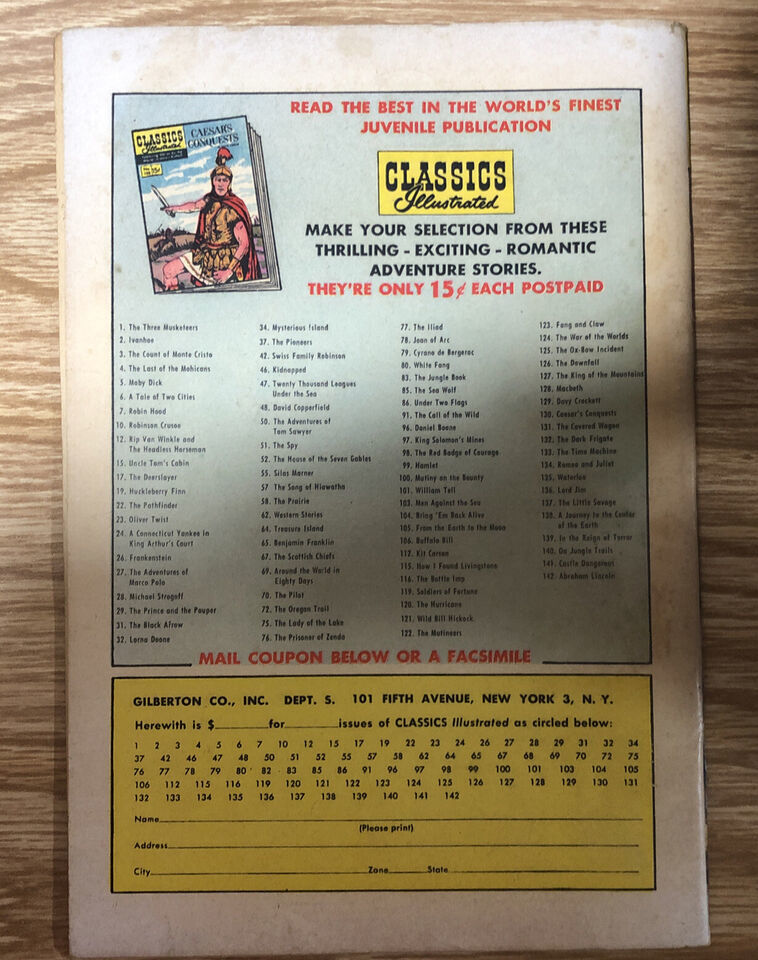 READ THE BEST IN THE WORLD'S FINEST
JUVENILE PUBLICATION
CLASSICS
Illustrated
CAESAR'S
CONQUESTS
CLASSICS
Illustrated
MAKE YOUR SELECTION FROM THESE
THRILLING - EXCITING - ROMANTIC
ADVENTURE STORIES.
THEY'RE ONLY 15¢ EACH POSTPAID
1. The Three Musketeers
2. Ivanhoe
3. The Count of Monte Cristo
4. The Last of the Mohicans
5. Moby Dick
6. A Tale of Two Cities
7. Robin Hood
10. Robinson Crusoe
12. Rip Van Winkle and
The Headless Horseman
15. Uncle Tom's Cabin
17. The Deerslayer
19. Huckleberry Finn
22. The Pathfinder
23. Oliver Twist
24. A Connecticut Yankee in
King Arthur's Court
26. Frankenstein
27. The Adventures of
Marco Polo
28. Michael Strogoff
29. The Prince and the Pauper
31. The Black Arrow
32. Lorna Doone
34. Mysterious Island
37. The Pioneers
42. Swiss Family Robinson
46. Kidnapped
47. Twenty Thousand Leagues
Under the Sea
48. David Copperfield
50. The Adventures of
Tom Sawyer
51. The Spy
52. The House of the Seven Gables
55. Silas Marner
57 The Song of Hiawatha
58. The Prairie
62. Western Stories
64. Treasure Island
65. Benjamin Franklin
67. The Scottish Chiefs
69. Around the World in
Eighty Days
70. The Pilot
72. The Oregon Trail
75. The Lady of the Lake
76. The Prisoner of Zenda
77. The Iliad
78. Joan of Arc
79. Cyrano de Bergerac
80. White Fang
83. The Jungle Book
85. The Sea Wolf
86. Under Two Flags
91. The Call of the Wild
96. Daniel Boone
97. King Solomon's Mines
98. The Red Badge of Courage
99. Hamlet
100. Mutiny on the Bounty
101. William Tell
103. Men Against the Sea
104. Bring 'Em Back Alive
105. From the Earth to the Moon
106. Buffalo Bill
112. Kit Carson
115. How I Found Livingstone
116. The Bottle Imp
119. Soldiers of Fortune
120. The Hurricane
121. Wild Bill Hickock
122. The Mutineers
123. Fang and Claw
124. The War of the Worlds
125. The Ox-Bow Incident
126. The Downfall
127. The King of the Mountains
128. Macbeth
129. Davy Crockett
130. Caesar's Conquests
131. The Covered Wagon
132. The Dark Frigate
133. The Time Machine
134. Romeo and Juliet
135. Waterloo
136. Lord Jim
137. The Little Savage
138. A Journey to the Center
of the Earth
139. In the Reign of Terror
140. On Jungle Trails
141. Castle Dangerous
142. Abraham Lincoln
MAIL COUPON BELOW OR A FACSIMILE
GILBERTON CO., INC. DEPT. S. 101 FIFTH AVENUE, NEW YORK 3, N. Y.
Herewith is $ for issues of CLASSICS Illustrated as circled below:
1 2 3 4 5 6 7 10 12 15 17 19 22 23 24 26 27 28 29 31 32 34
37 42 46 47 48 50 51 52 55 57 58 62 64 65 67 68 69 70 72 75
76 77 78 79 80 82 83 85 86 91 96 97 98 99 100 101 103 104 105
106 112 115 116 119 120 121 122 123 124 125 126 127 128 129 130 131
132 133 134 135 136 137 138 139 140 141 142
Name
(Please print)
Address
City Zone State